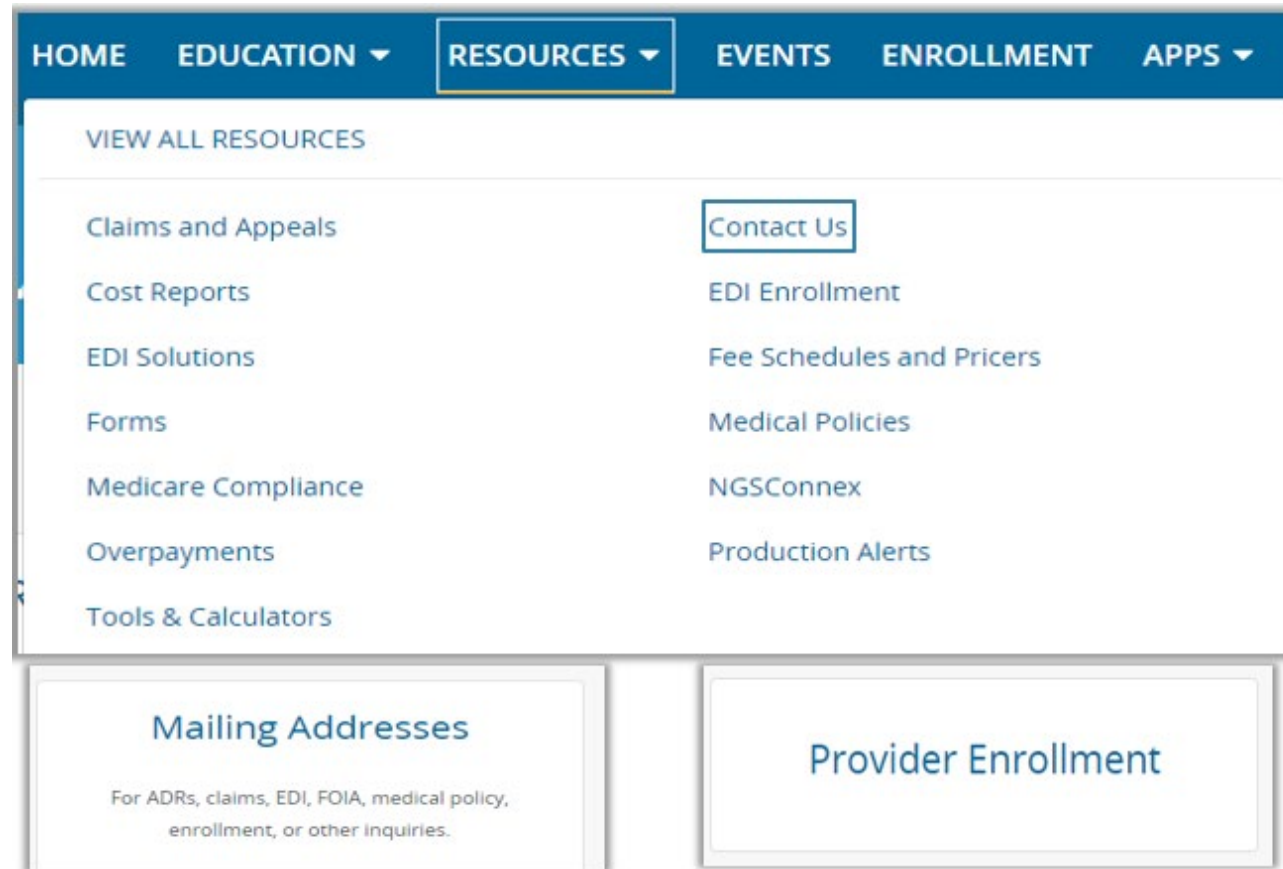 HOME EDUCATION RESOURCES EVENTS ENROLLMENT APPS
VIEW ALL RESOURCES
Claims and Appeals
Cost Reports
EDI Solutions
Forms
Medicare Compliance
Overpayments
Tools & Calculators
Contact Us
EDI Enrollment
Fee Schedules and Pricers
Medical Policies
NGSConnex
Production Alerts
Mailing Addresses
For ADRs, claims, EDI, FOIA, medical policy,
enrollment, or other inquiries.
Provider Enrollment